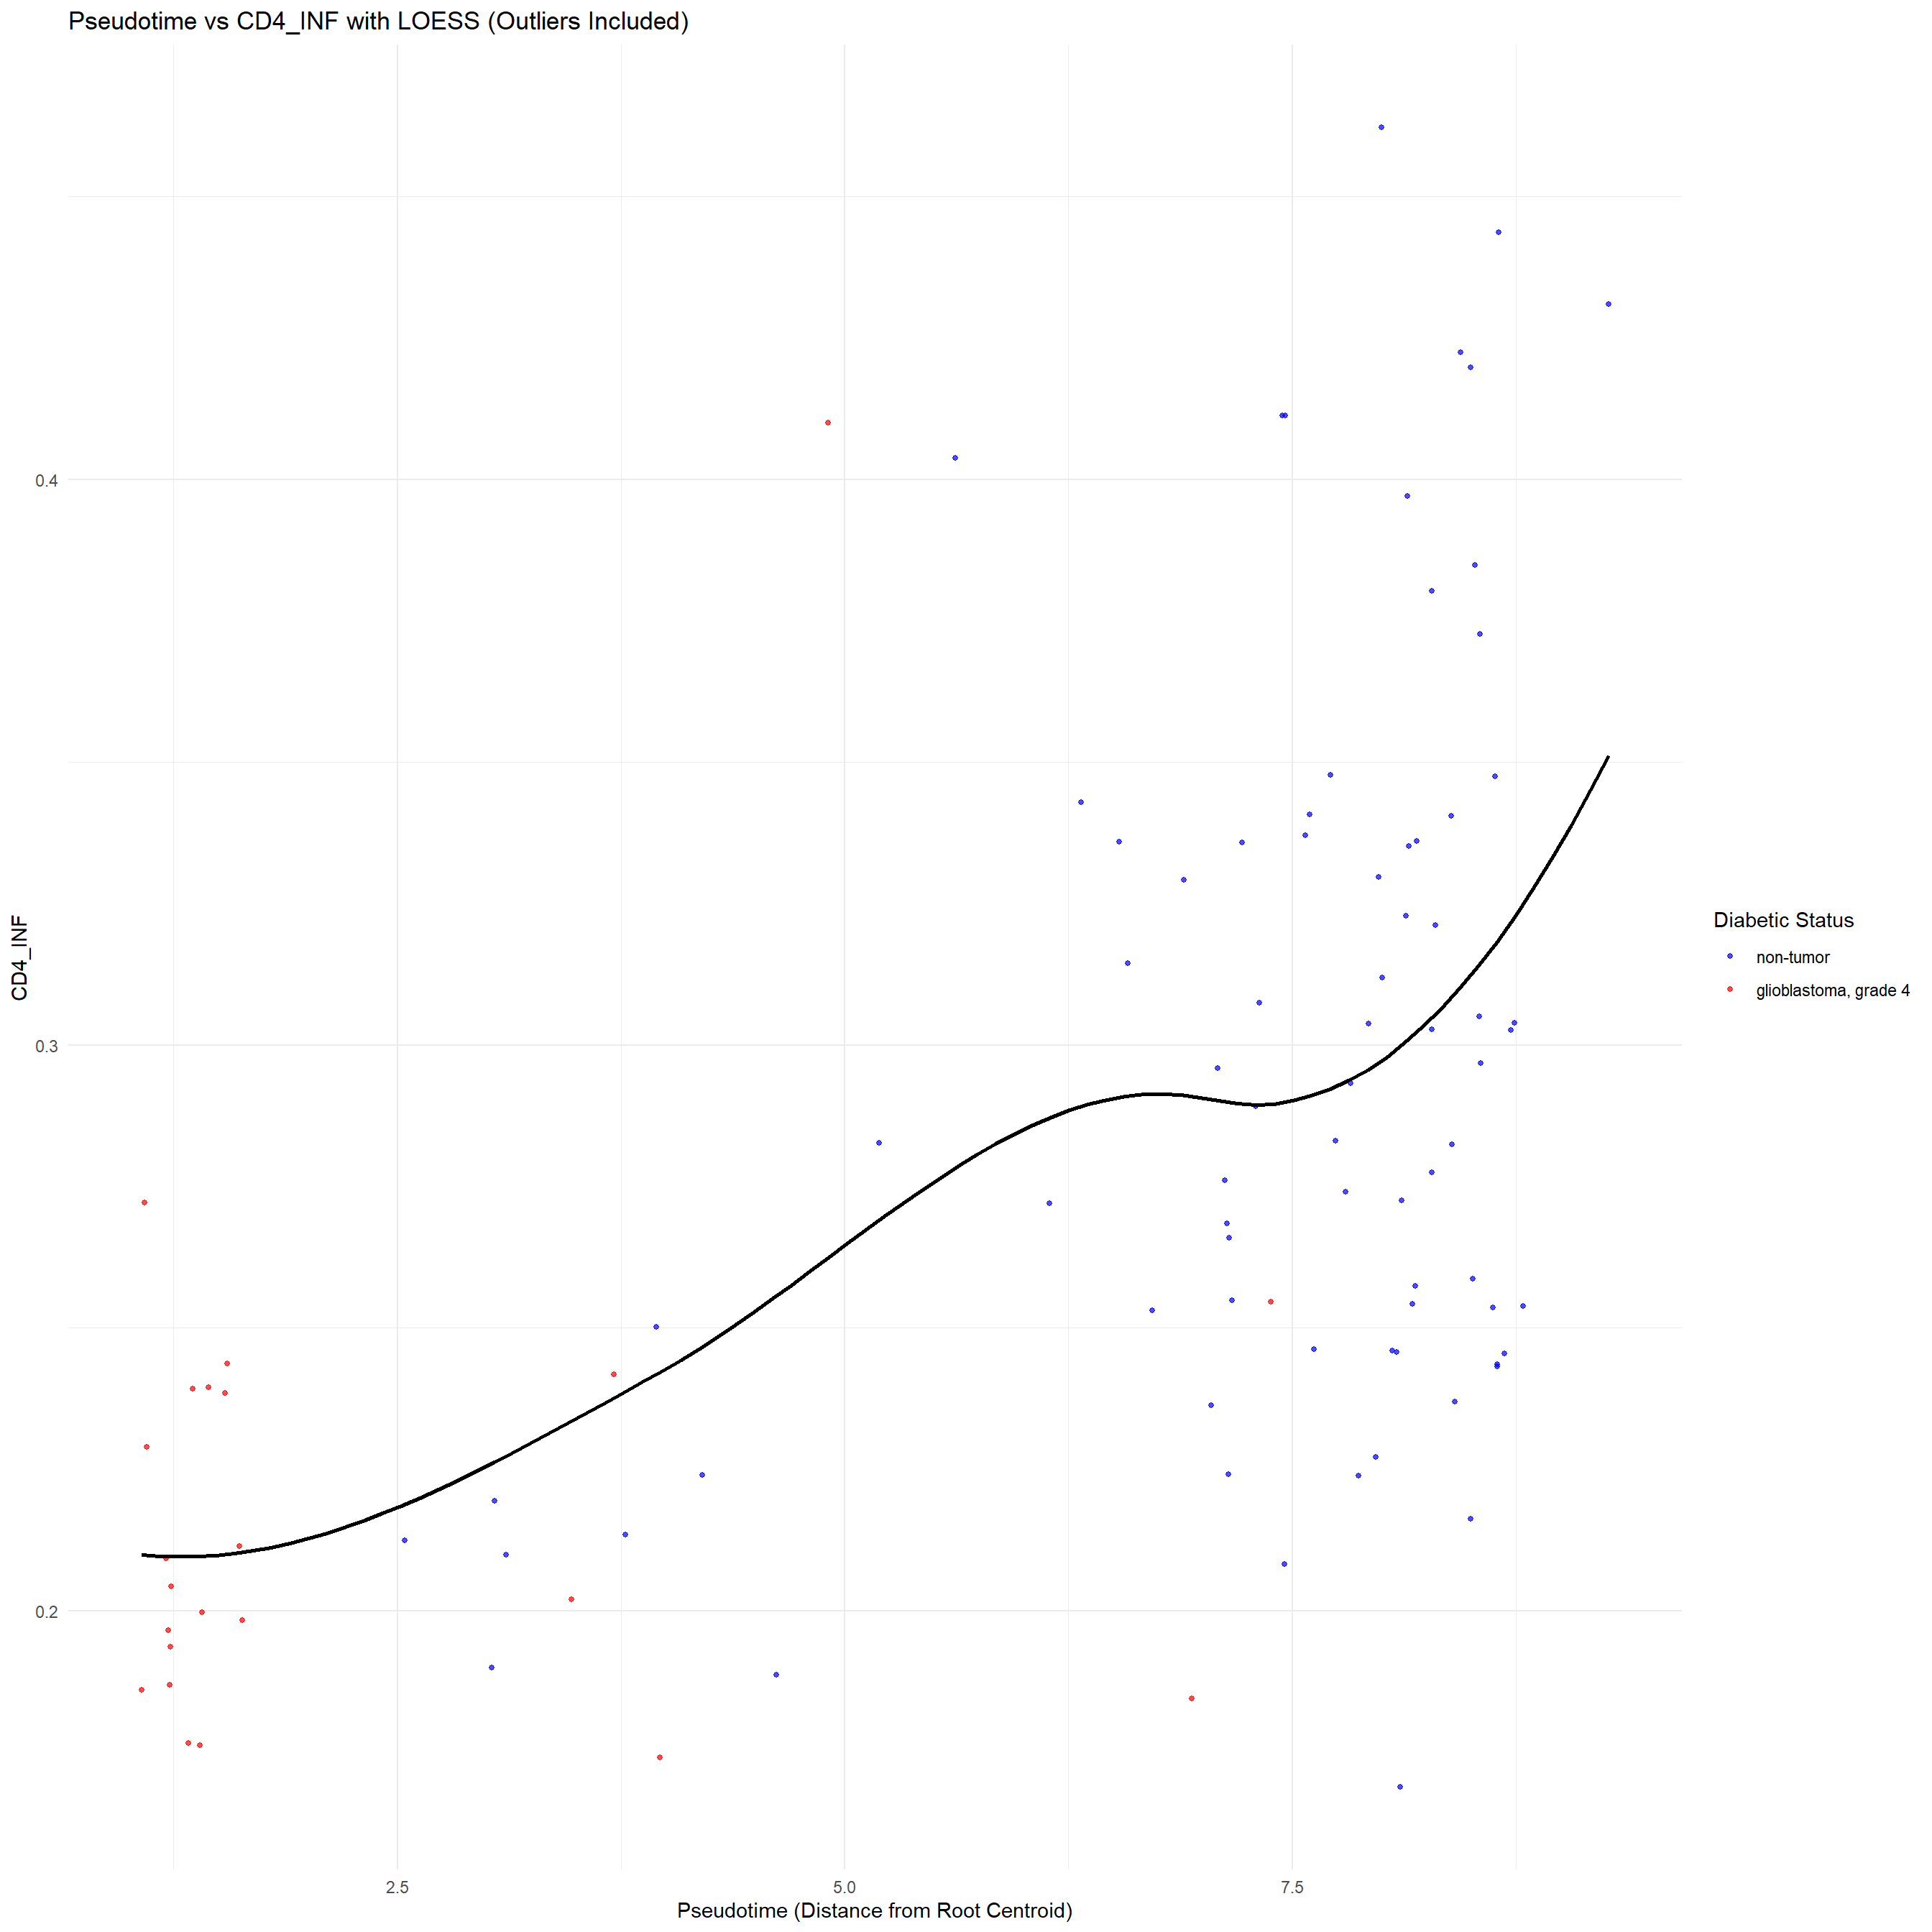 Pseudotime vs CD4_INF with LOESS (Outliers Included)
CD4_INF
0.4
0.3
0.2
2.5
5.0
7.5
Pseudotime (Distance from Root Centroid)
Diabetic Status
non-tumor
glioblastoma, grade 4